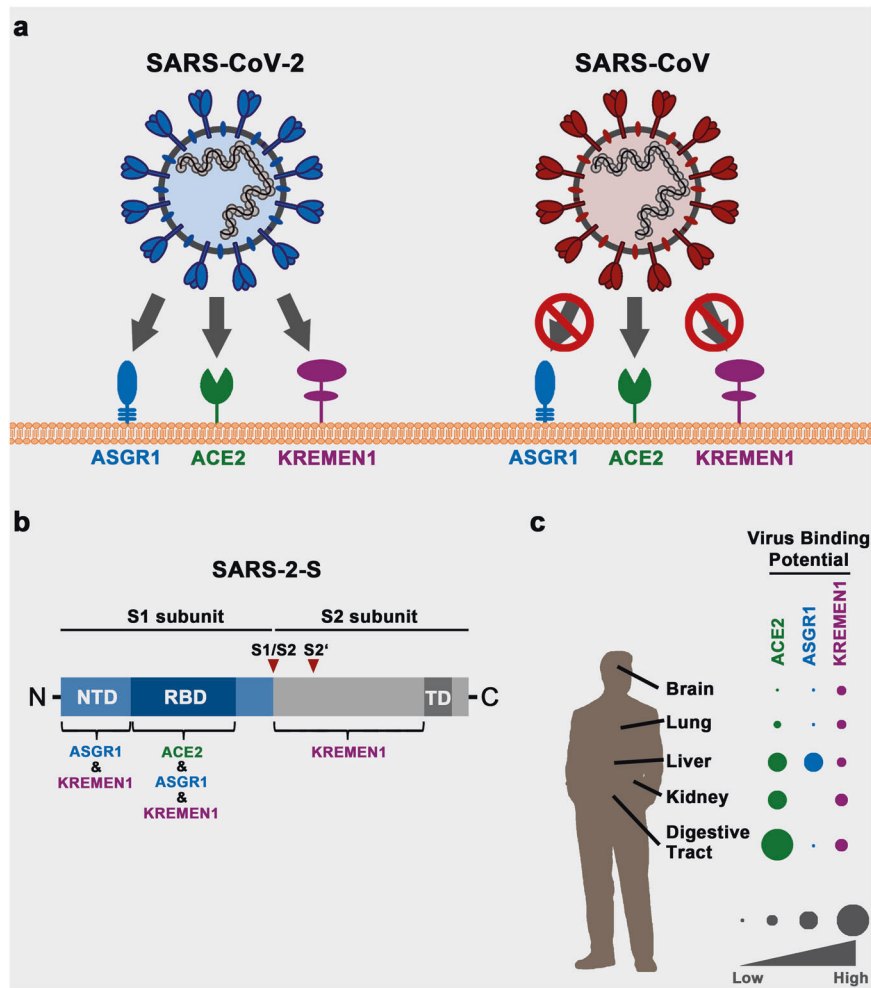 a
SARS-CoV-2
SARS-CoV
ASGR1
ACE2
KREMEN1
ASGR1
ACE2
KREMEN1
b
SARS-2-S
S1 subunit
S2 subunit
S1/S2
S2‘
N
NTD
RBD
TD
C
ASGR1
&
KREMEN1
ACE2
&
ASGR1
&
KREMEN1
KREMEN1
c
Virus Binding
Potential
ACE2
ASGR1
KREMEN1
Brain
Lung
Liver
Kidney
Digestive
Tract
Low
High